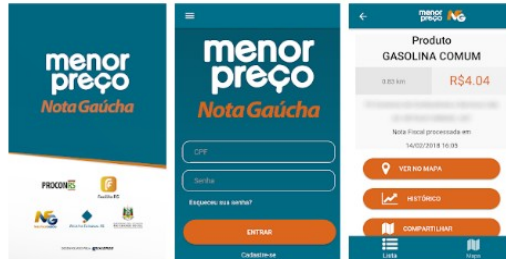 menor
preço
Nota Gaúcha
PROCON RS
NG
menor
preço
Nota Gaúcha
CPF
Senha
Esqueceu sua senha?
ENTRAR
Cadastre-se
menor
preço NG
Produto
GASOLINA COMUM
R$4.04
Nota Fiscal processada em
14/02/2018 16:05
VER NO MAPA
HISTÓRICO
COMPARTILHAR
Lista
Mapa